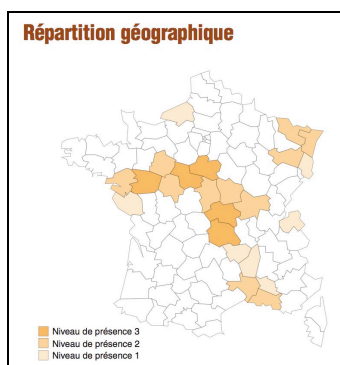 Répartition géographique
Niveau de présence 3
Niveau de présence 2
Niveau de présence 1